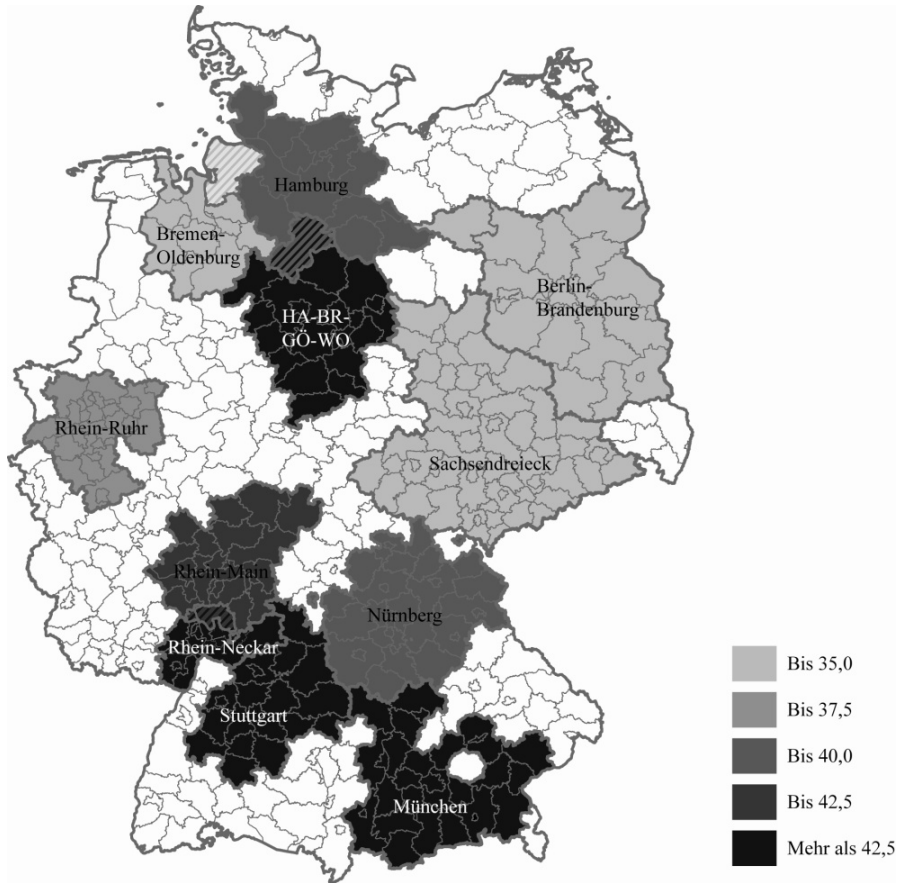 Hamburg
Bremen-
Oldenburg
Berlin-
Brandenburg
HA-BR-
GÖ-WO
Rhein-Ruhr
Sachsendreieck
Rhein-Main
Nürnberg
Rhein-Neckar
Stuttgart
München
Bis 35,0
Bis 37,5
Bis 40,0
Bis 42,5
Mehr als 42,5